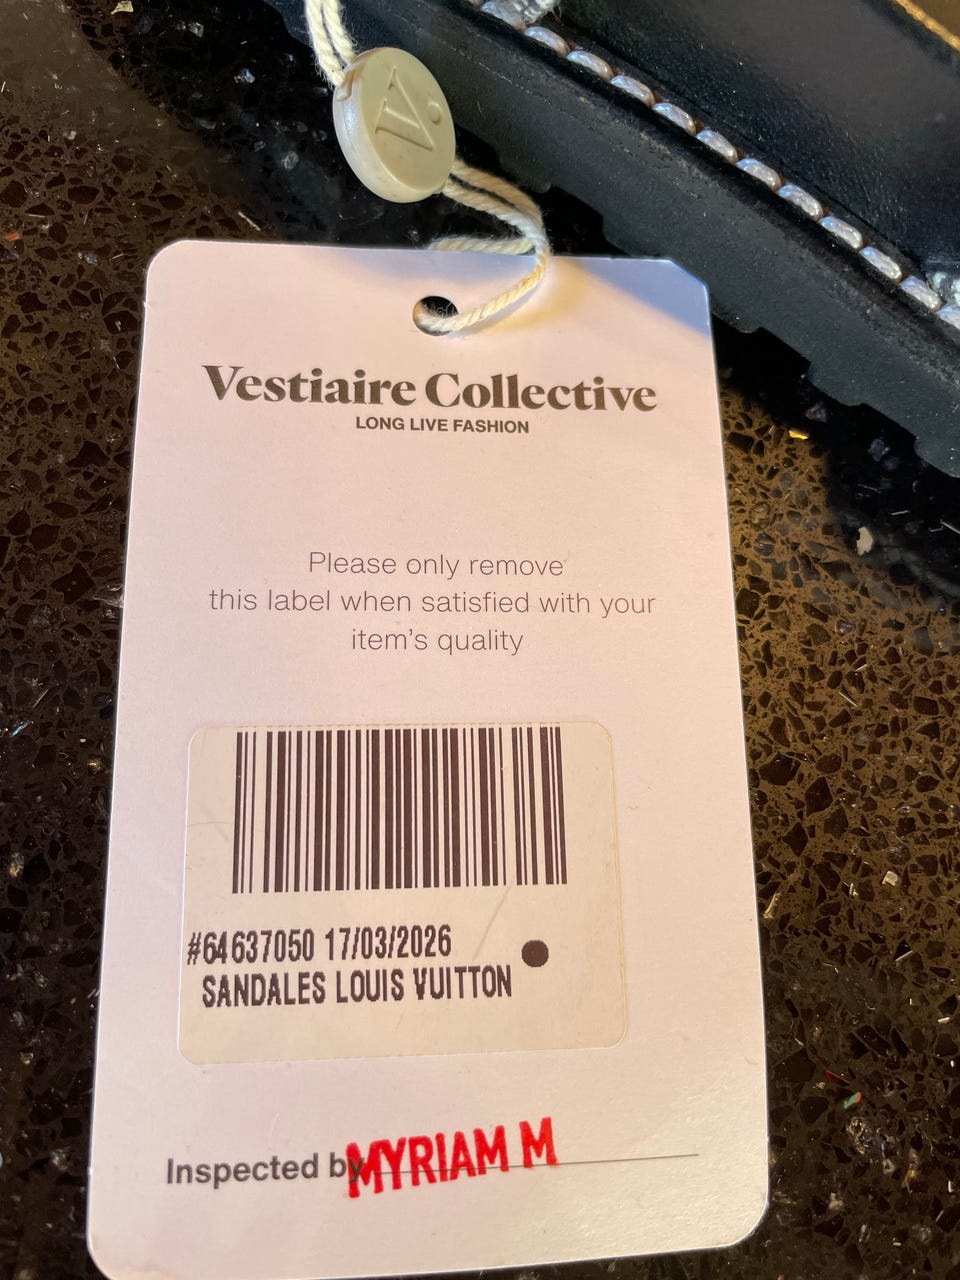 V
Vestiaire Collective
LONG LIVE FASHION
Please only remove
this label when satisfied with your
item's quality
#64637050 17/03/2026
SANDALES LOUIS VUITTON
Inspected by MYRIAM M